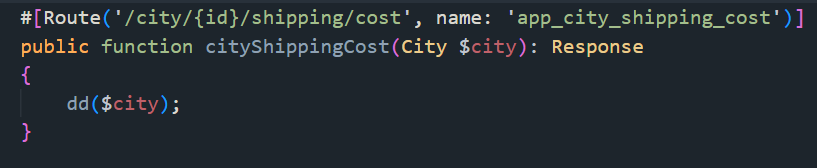 #[Route('/city/{id}/shipping/cost', name: 'app_city_shipping_cost')]
public function cityShippingCost(City $city): Response
{
    dd($city);
}